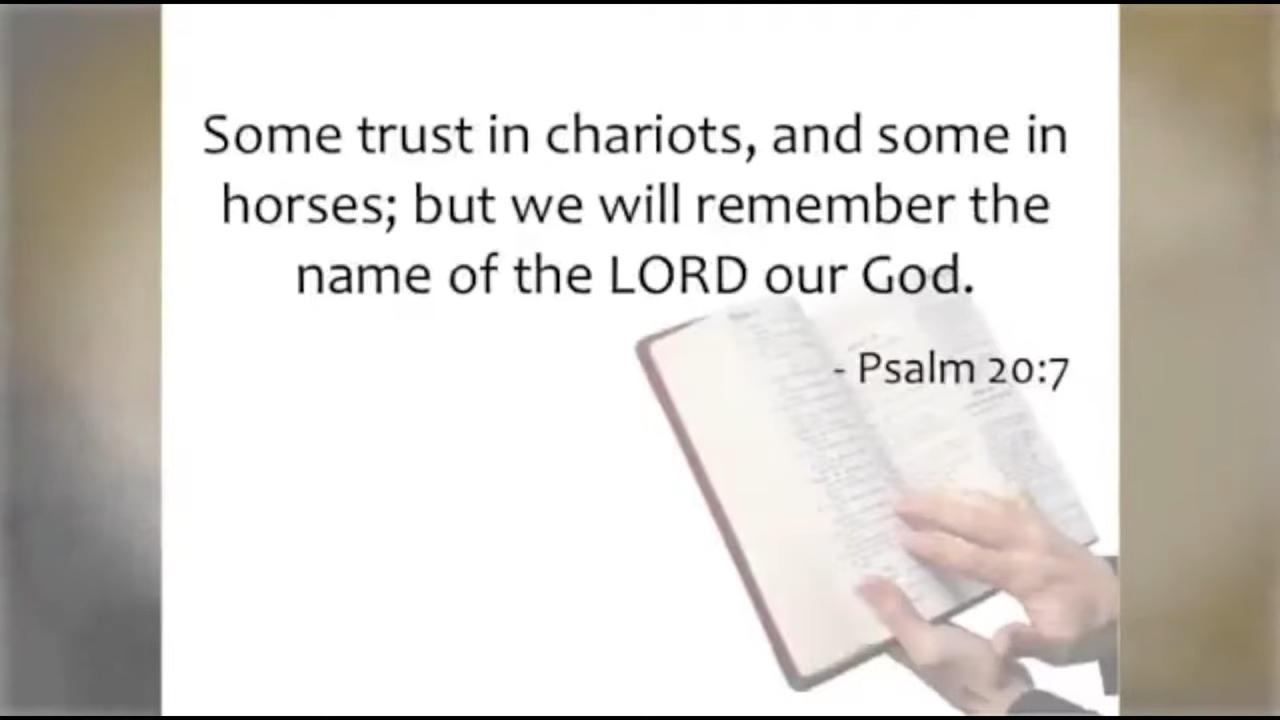 Some trust in chariots, and some in
horses; but we will remember the
name of the LORD our God.
- Psalm 20:7